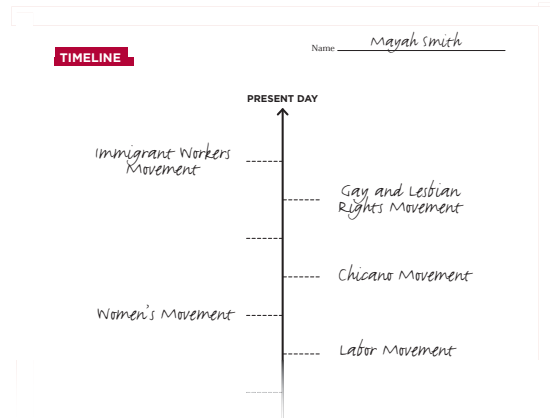 Name Mayah Smith
TIMELINE
PRESENT DAY
Immigrant Workers
Movement
Gay and Lesbian
Rights Movement
Chicano Movement
Women's Movement
Labor Movement